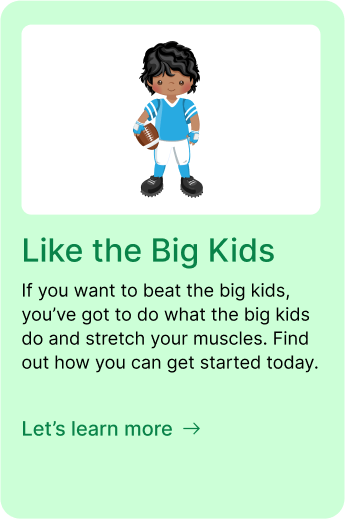 Like the Big Kids
If you want to beat the big kids,
you’ve got to do what the big kids
do and stretch your muscles. Find
out how you can get started today.
Let’s learn more →